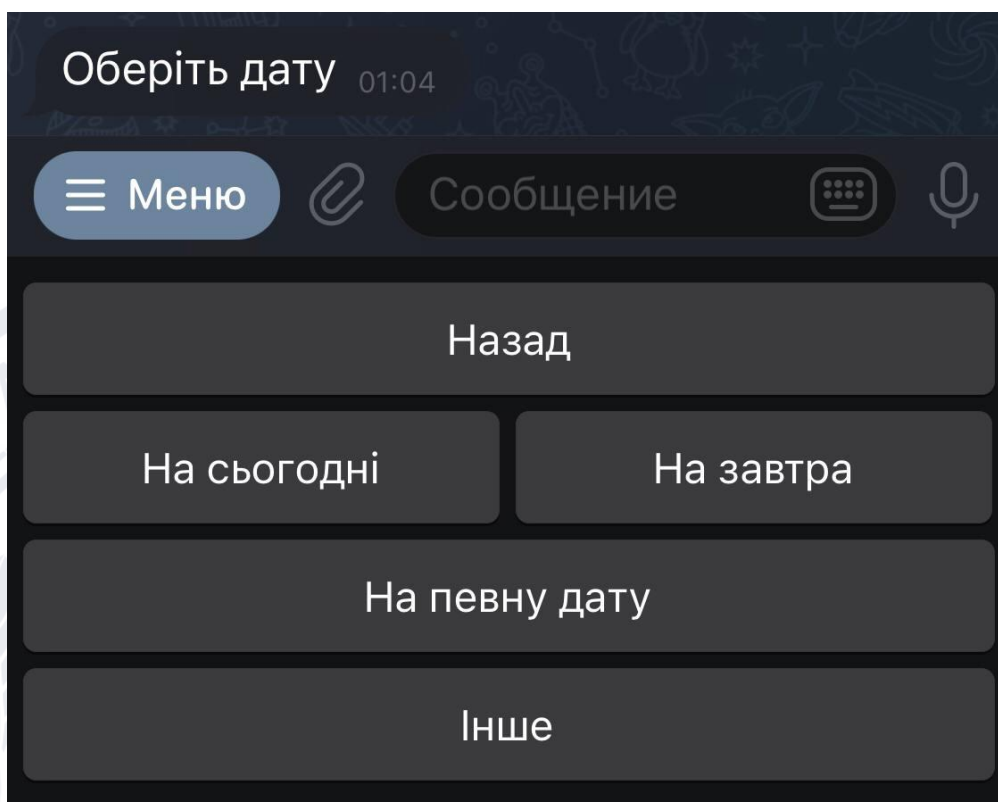 Оберіть дату 01:04
Меню Сообщение
Назад
На сьогодні На завтра
На певну дату
Інше